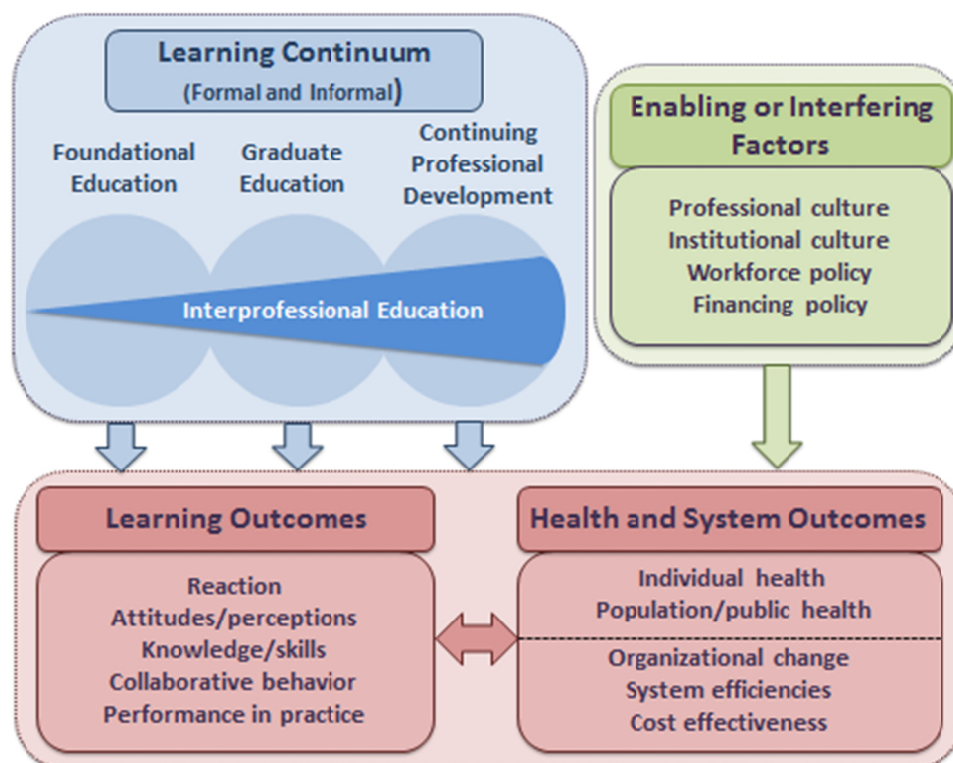 Learning Continuum
(Formal and Informal)
Foundational
Education
Graduate
Education
Continuing
Professional
Development
Interprofessional Education
Enabling or Interfering
Factors
Professional culture
Institutional culture
Workforce policy
Financing policy
Learning Outcomes
Reaction
Attitudes/perceptions
Knowledge/skills
Collaborative behavior
Performance in practice
Health and System Outcomes
Individual health
Population/public health
Organizational change
System efficiencies
Cost effectiveness